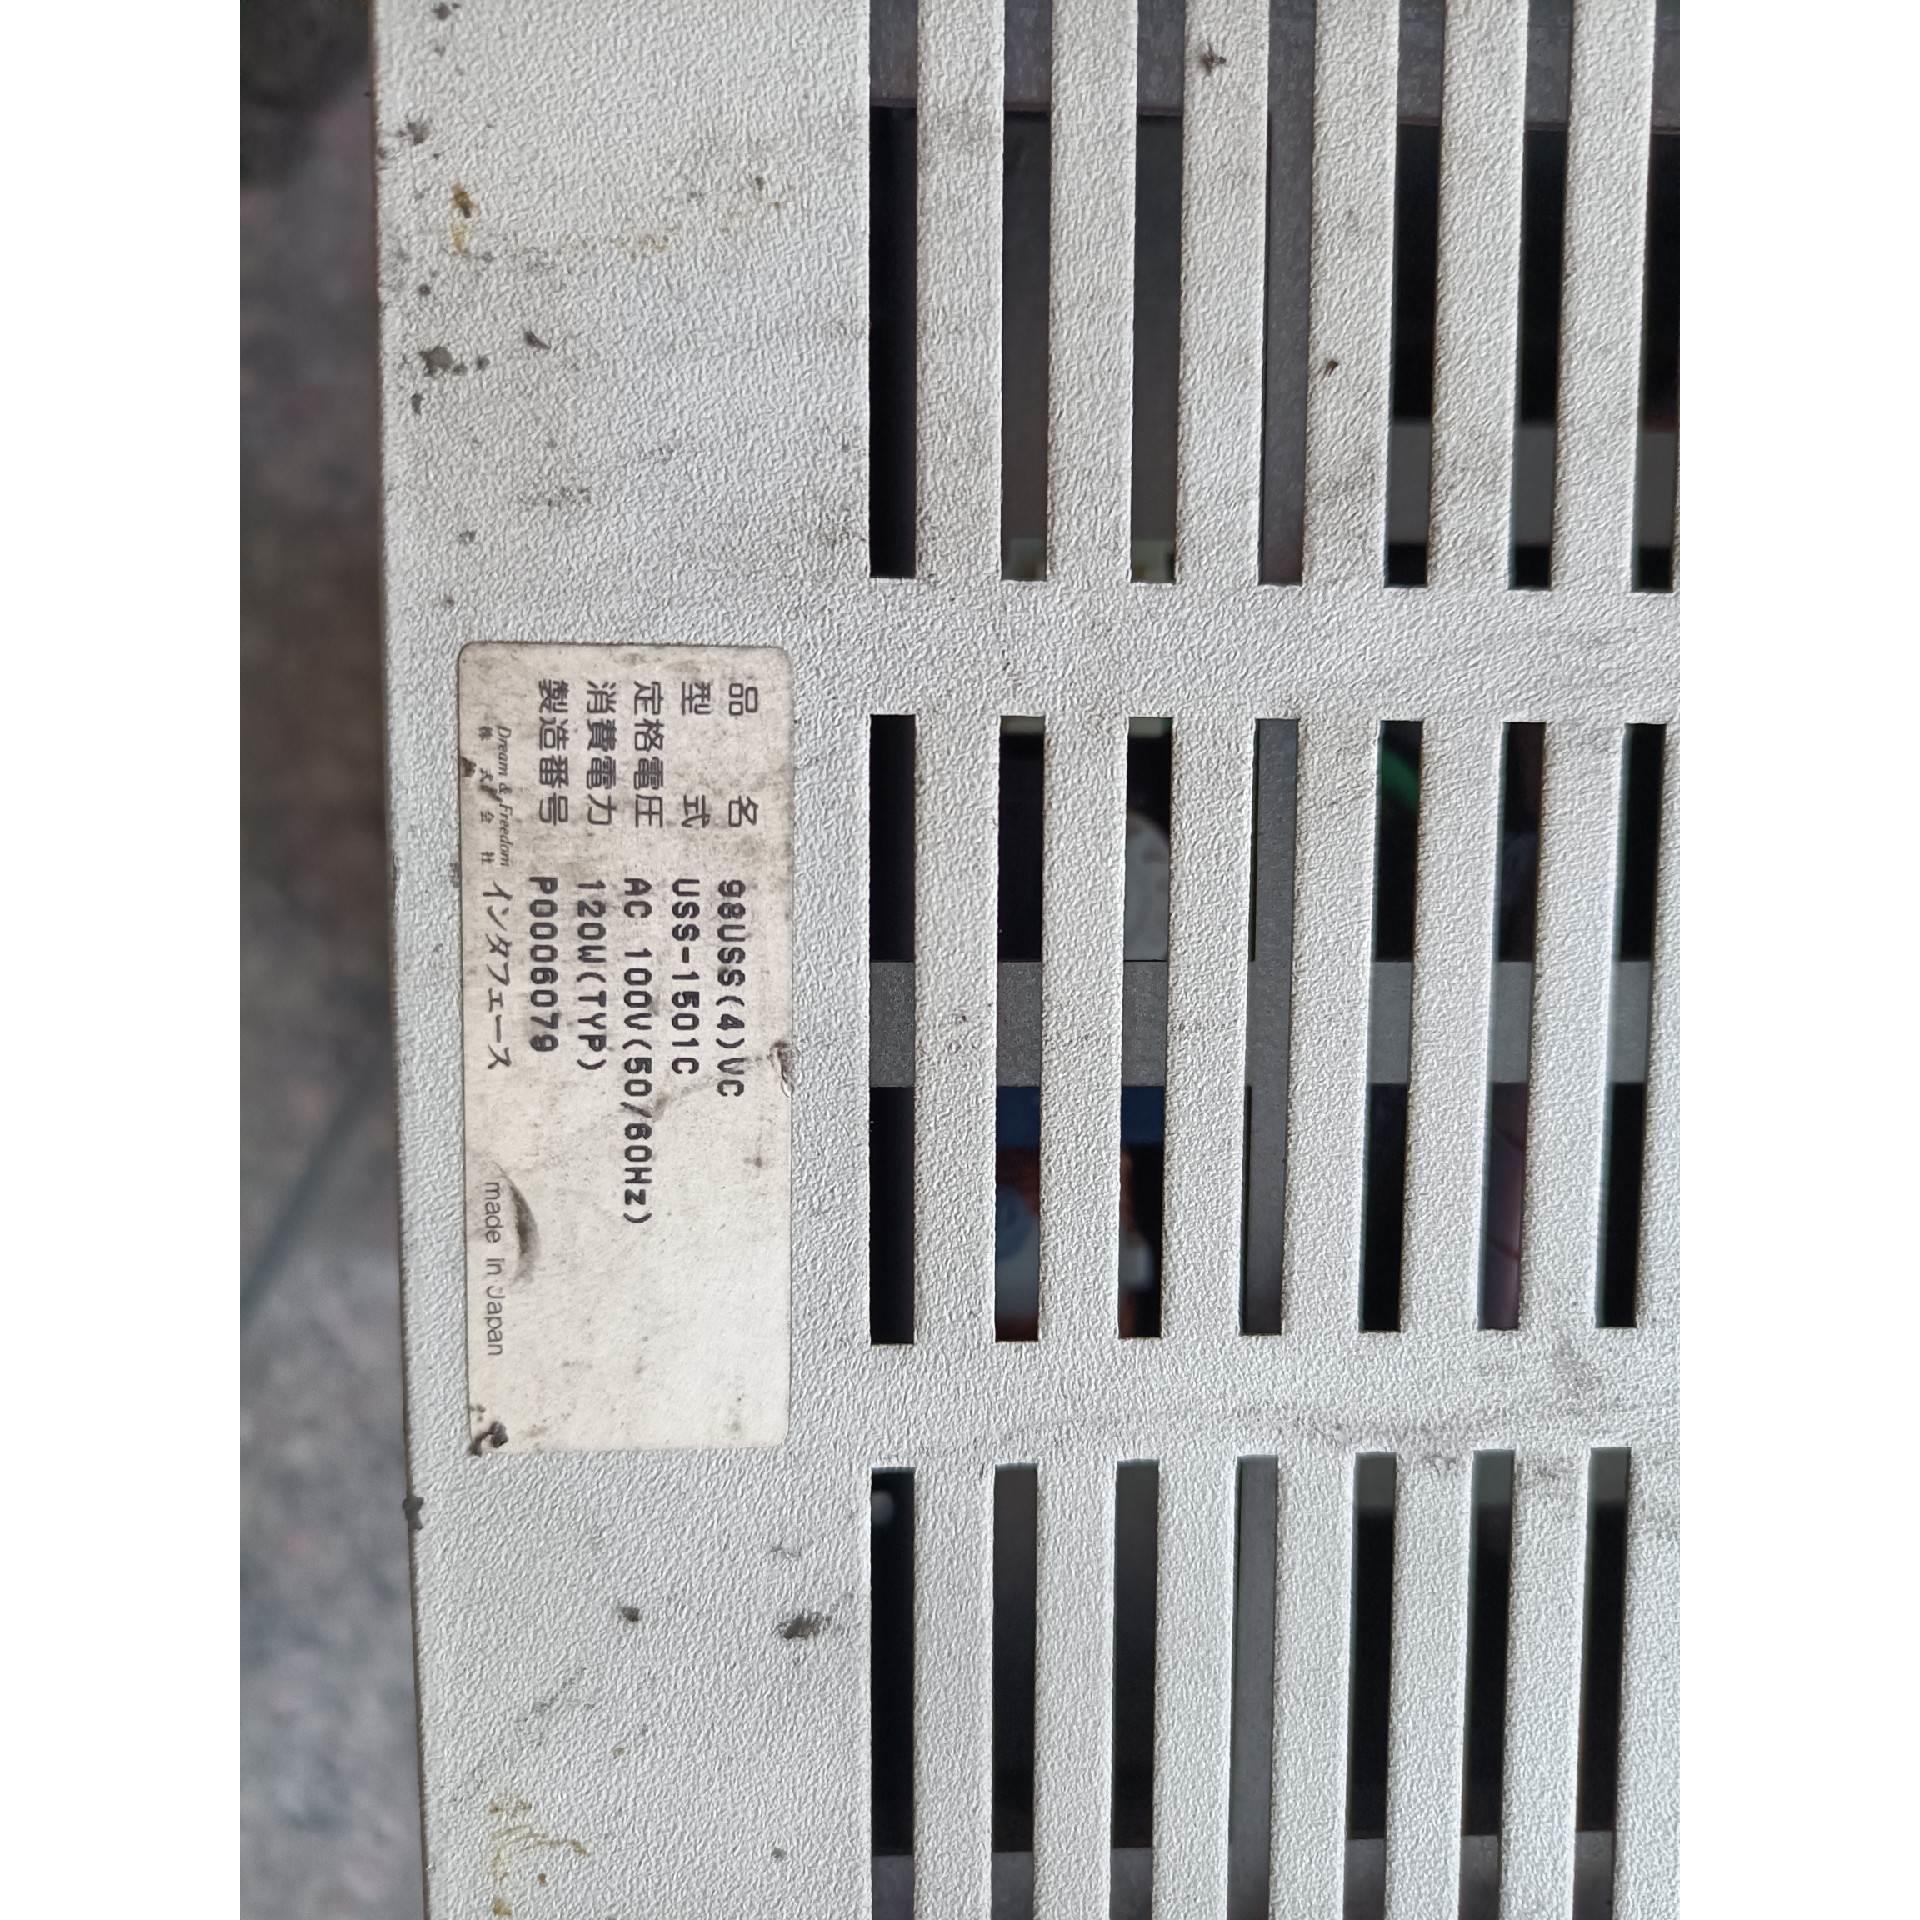 品名 98USS(4)VC
型式 USS-1501C
定格電圧 AC 100V(50/60Hz)
消費電力 120W(TYP)
製造番号 P0006079
Dream & Freedom
株式会社 インタフェース made in Japan